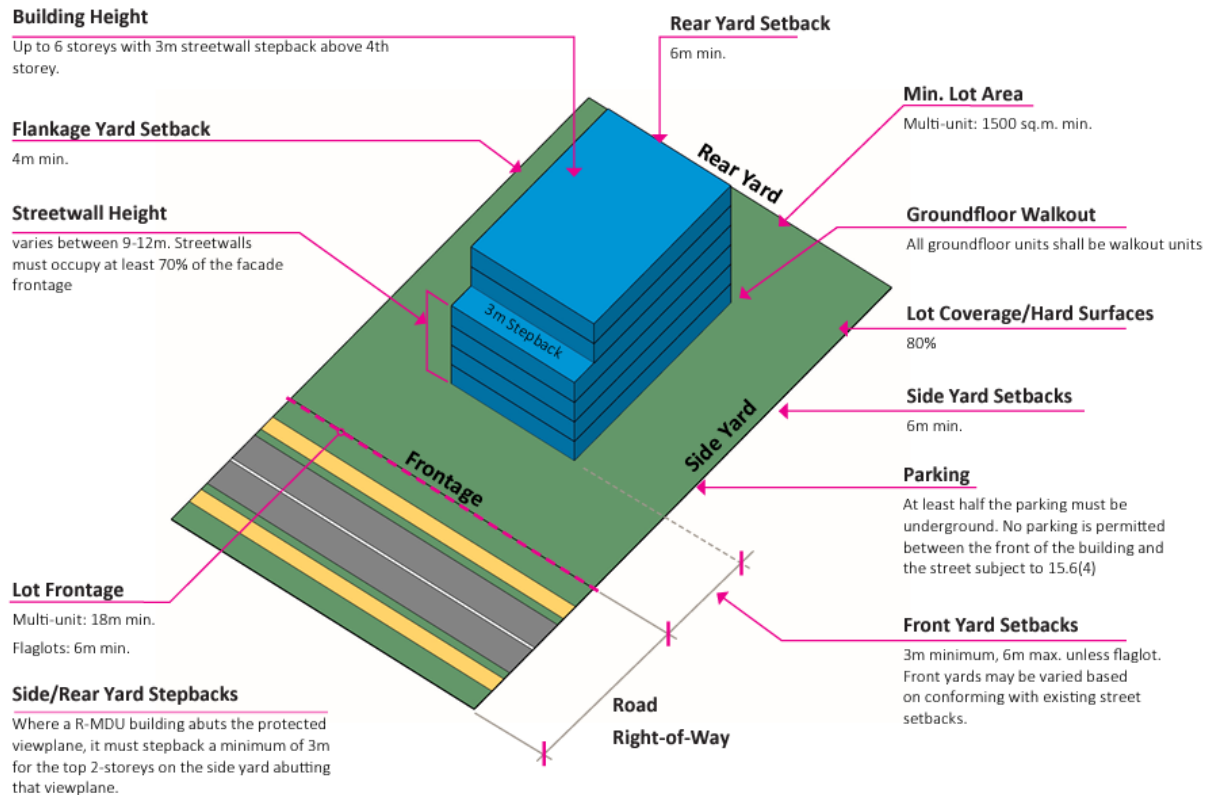 Building Height
Up to 6 storeys with 3m streetwall stepback above 4th
storey.
Flankage Yard Setback
4m min.
Streetwall Height
varies between 9-12m. Streetwalls
must occupy at least 70% of the facade
frontage
Lot Frontage
Multi-unit: 18m min.
Flaglots: 6m min.
Side/Rear Yard Stepbacks
Where a R-MDU building abuts the protected
viewplane, it must stepback a minimum of 3m
for the top 2-storeys on the side yard abutting
that viewplane.
3m Stepback
Frontage
Rear Yard
Side Yard
Road
Right-of-Way
Rear Yard Setback
6m min.
Min. Lot Area
Multi-unit: 1500 sq.m. min.
Groundfloor Walkout
All groundfloor units shall be walkout units
Lot Coverage/Hard Surfaces
80%
Side Yard Setbacks
6m min.
Parking
At least half the parking must be
underground. No parking is permitted
between the front of the building and
the street subject to 15.6(4)
Front Yard Setbacks
3m minimum, 6m max. unless flaglot.
Front yards may be varied based
on conforming with existing street
setbacks.